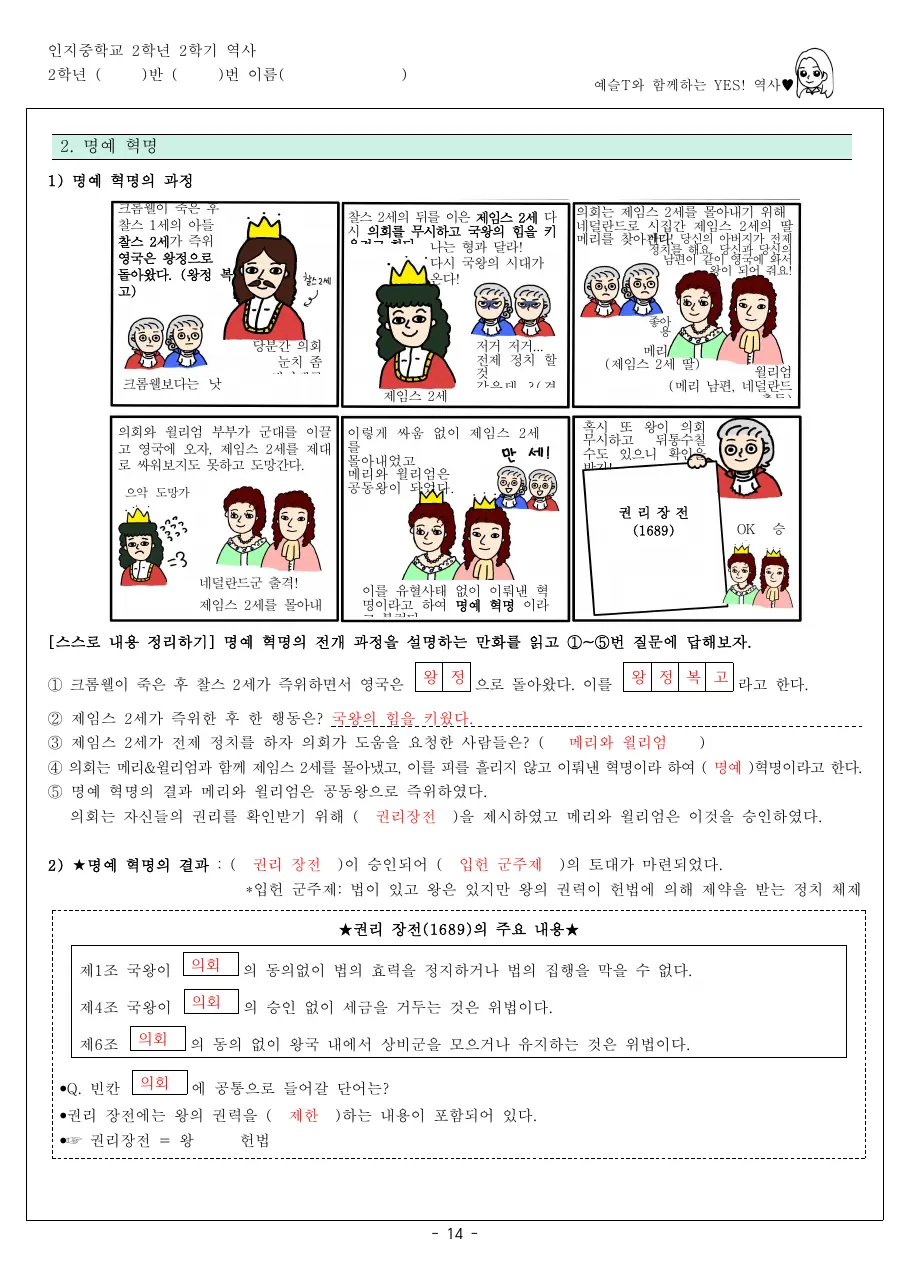 인지중학교 2학년 2학기 역사
2학년 ( )반 ( )번 이름( )
예슬T와 함께하는 YES! 역사♥
2. 명예 혁명
1) 명예 혁명의 과정
크롬웰이 죽은 후
찰스 1세의 아들
찰스 2세가 즉위
영국은 왕정으로
돌아왔다. (왕정 복
고)
찰스2세
당분간 의회
눈치 좀
크롬웰보다는 낫
찰스 2세의 뒤를 이은 제임스 2세 다
시 의회를 무시하고 국왕의 힘을 키
나는 형과 달라!
다시 국왕의 시대가
온다!
저거 저거...
전제 정치 할
것
제임스 2세
의회는 제임스 2세를 몰아내기 위해
네덜란드로 시집간 제임스 2세의 딸
메리를 찾아간다!
당신의 아버지가 전제
정치를 해요. 당신과 당신의
남편이 같이 영국에 와서
왕이 되어 줘요!
좋아
용
메리
(제임스 2세 딸)
윌리엄
(메리 남편, 네덜란드
의회와 윌리엄 부부가 군대를 이끌
고 영국에 오자, 제임스 2세를 제대
로 싸워보지도 못하고 도망간다.
으악 도망가
네덜란드군 출격!
제임스 2세를 몰아내
이렇게 싸움 없이 제임스 2세
를
몰아내었고
메리와 윌리엄은
공동왕이 되었다.
만 세!
이를 유혈사태 없이 이뤄낸 혁
명이라고 하여 명예 혁명 이라
혹시 또 왕이 의회
무시하고 뒤통수칠
수도 있으니 확인을
받자!
권 리 장 전
(1689)
OK 승
[스스로 내용 정리하기] 명예 혁명의 전개 과정을 설명하는 만화를 읽고 ①~⑤번 질문에 답해보자.
① 크롬웰이 죽은 후 찰스 2세가 즉위하면서 영국은 왕 정 으로 돌아왔다. 이를 왕 정 복 고 라고 한다.
② 제임스 2세가 즉위한 후 한 행동은? 국왕의 힘을 키웠다.
③ 제임스 2세가 전제 정치를 하자 의회가 도움을 요청한 사람들은? ( 메리와 윌리엄 )
④ 의회는 메리&윌리엄과 함께 제임스 2세를 몰아냈고, 이를 피를 흘리지 않고 이뤄낸 혁명이라 하여 ( 명예 )혁명이라고 한다.
⑤ 명예 혁명의 결과 메리와 윌리엄은 공동왕으로 즉위하였다.
의회는 자신들의 권리를 확인받기 위해 ( 권리장전 )을 제시하였고 메리와 윌리엄은 이것을 승인하였다.
2) ★명예 혁명의 결과 : ( 권리 장전 )이 승인되어 ( 입헌 군주제 )의 토대가 마련되었다.
*입헌 군주제: 법이 있고 왕은 있지만 왕의 권력이 헌법에 의해 제약을 받는 정치 체제
★권리 장전(1689)의 주요 내용★
제1조 국왕이 의회 의 동의없이 법의 효력을 정지하거나 법의 집행을 막을 수 없다.
제4조 국왕이 의회 의 승인 없이 세금을 거두는 것은 위법이다.
제6조 의회 의 동의 없이 왕국 내에서 상비군을 모으거나 유지하는 것은 위법이다.
•Q. 빈칸 의회 에 공통으로 들어갈 단어는?
•권리 장전에는 왕의 권력을 ( 제한 )하는 내용이 포함되어 있다.
•☞ 권리장전 = 왕 헌법
- 14 -